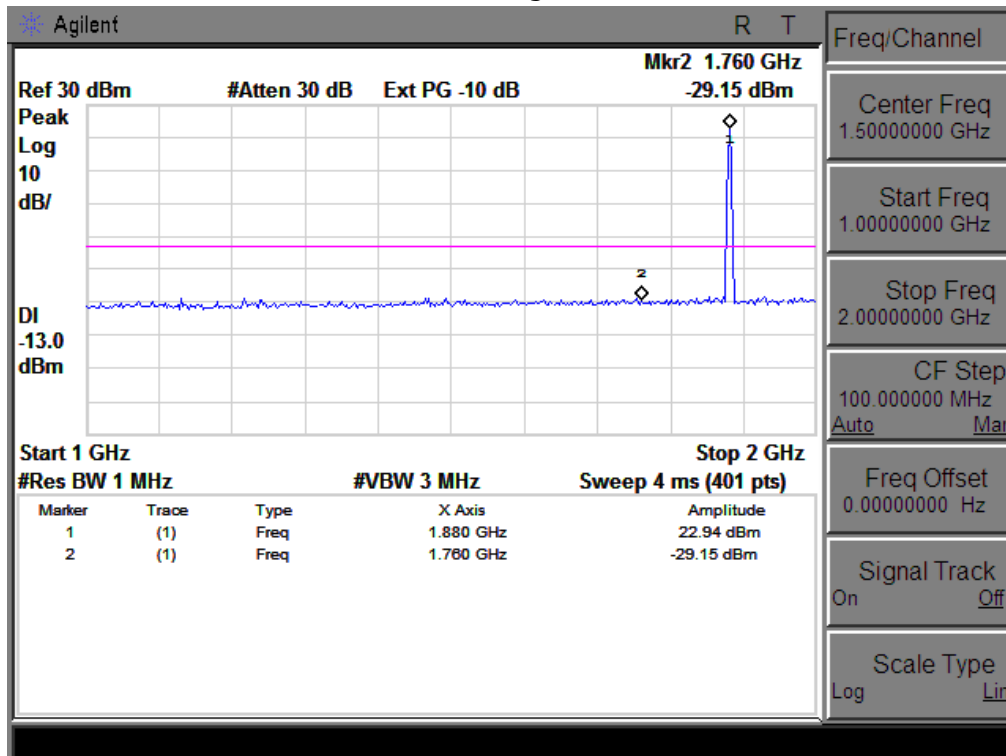 Agilent R T
Mkr2 1.760 GHz
Ref 30 dBm #Atten 30 dB Ext PG -10 dB -29.15 dBm
Peak
Log
10
dB/
1
2
DI
-13.0
dBm
Start 1 GHz Stop 2 GHz
#Res BW 1 MHz #VBW 3 MHz Sweep 4 ms (401 pts)
Marker Trace Type X Axis Amplitude
1 (1) Freq 1.880 GHz 22.94 dBm
2 (1) Freq 1.760 GHz -29.15 dBm
Freq/Channel
Center Freq
1.50000000 GHz
Start Freq
1.00000000 GHz
Stop Freq
2.00000000 GHz
CF Step
100.000000 MHz
Auto Man
Freq Offset
0.00000000 Hz
Signal Track
On Off
Scale Type
Log Lin